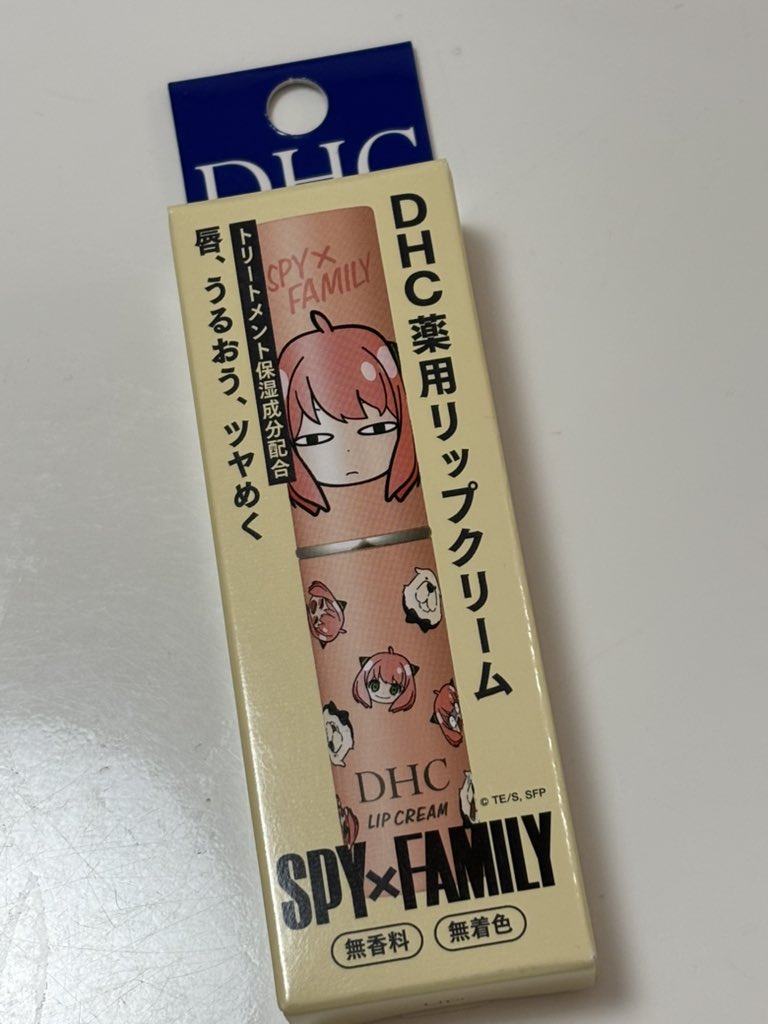 DHC
DHC薬用リップクリーム
トリートメント保湿成分配合
唇、うるおう、ツヤめく
SPY×
FAMILY
DHC
LIP CREAM
© TE/S, SFP
SPY×FAMILY
無香料
無着色